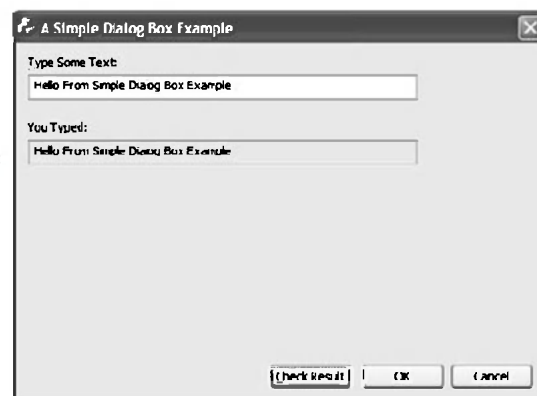 A Simple Dialog Box Example
Type Some Text:
Hello From Simple Dialog Box Example
You Typed:
Hello From Simple Dialog Box Example
Check Result
OK
Cancel